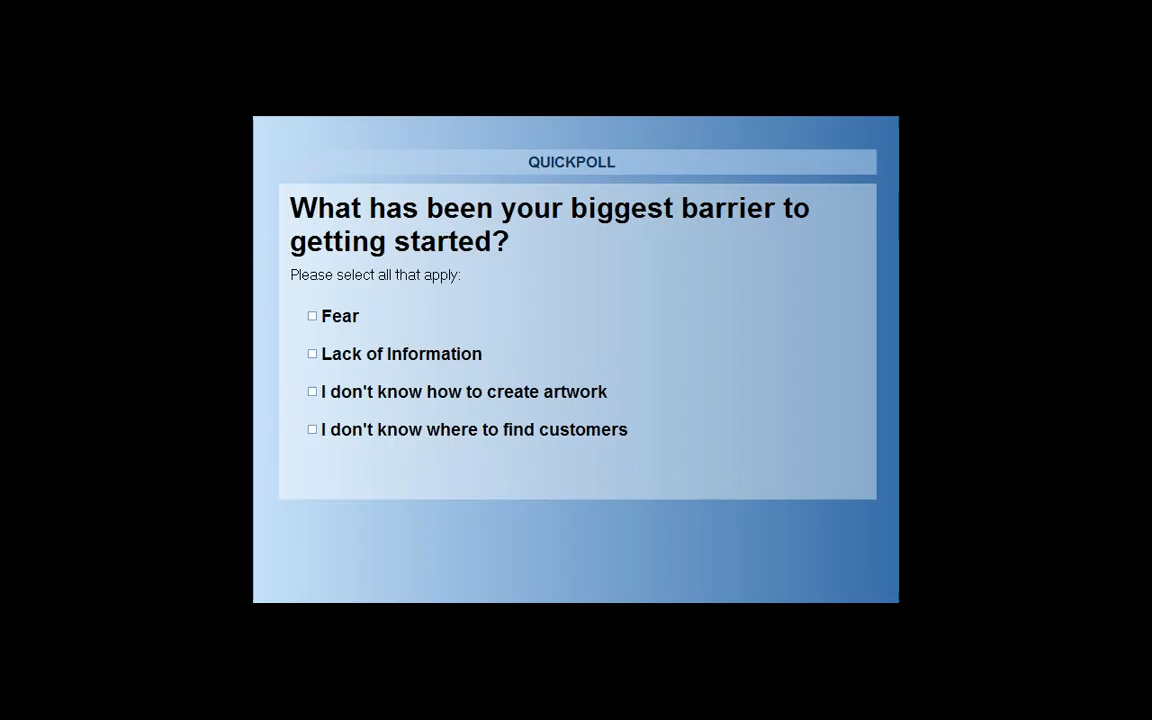 QUICKPOLL
What has been your biggest barrier to
getting started?
Please select all that apply:
Fear
Lack of Information
I don't know how to create artwork
I don't know where to find customers